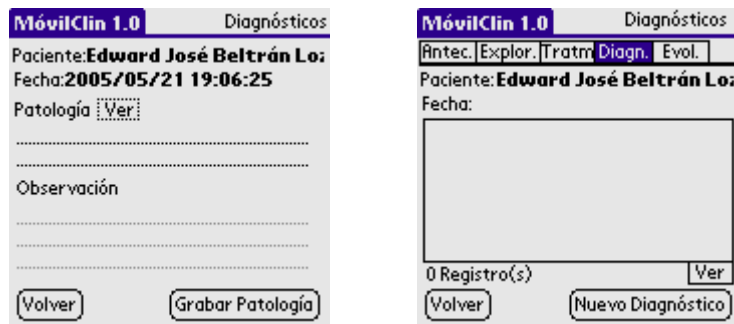 MóvilClin 1.0 Diagnósticos
Paciente:Edward José Beltrán Loz
Fecha:2005/05/21 19:06:25
Patología Ver
Observación
Volver Grabar Patología
MóvilClin 1.0 Diagnósticos
Antec. Explor. Tratm Diagn. Evol.
Paciente:Edward José Beltrán Loz
Fecha:
0 Registro(s) Ver
Volver Nuevo Diagnóstico